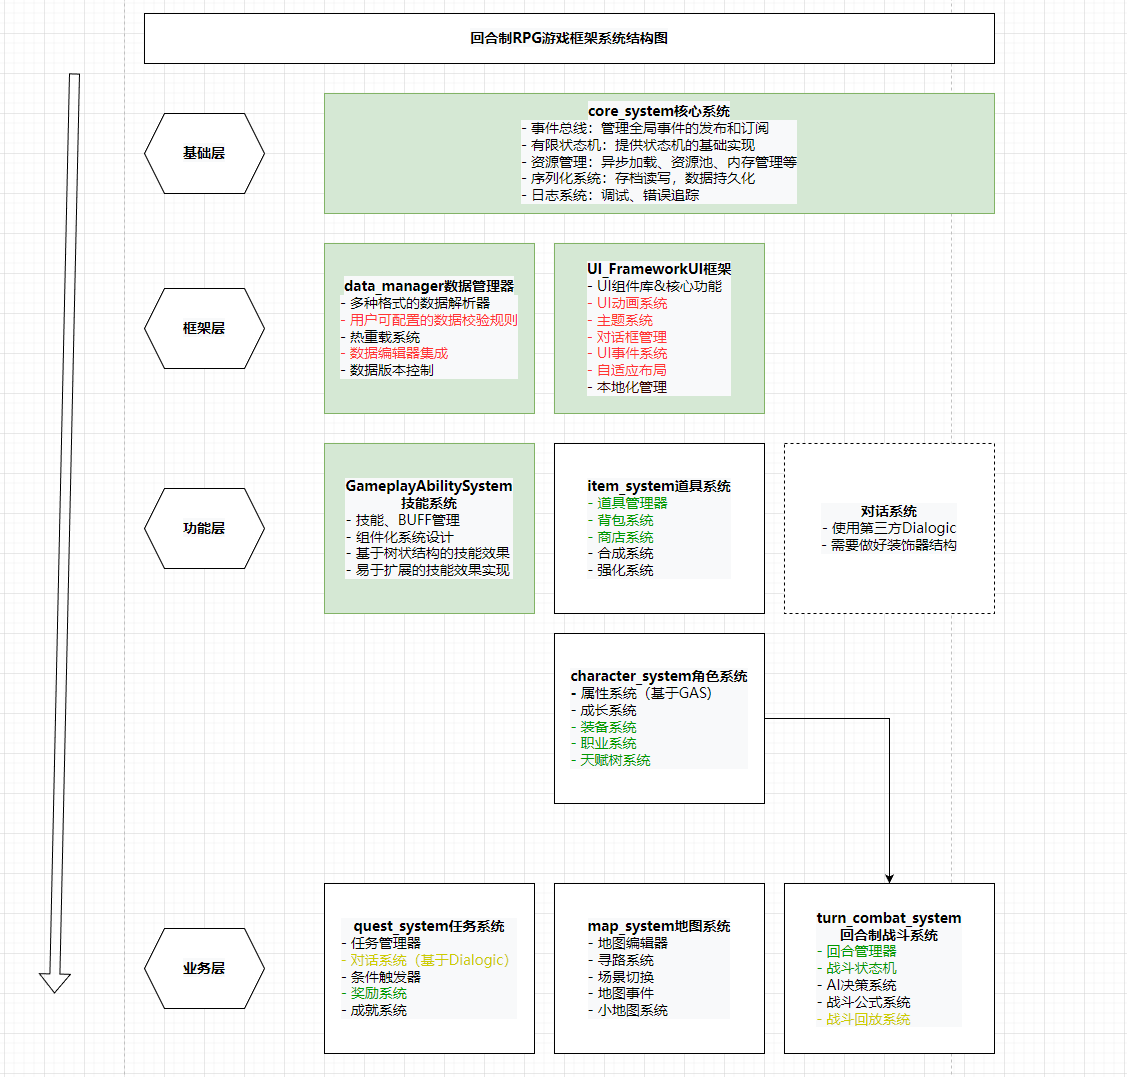 回合制RPG游戏框架系统结构图
基础层
core_system核心系统
- 事件总线：管理全局事件的发布和订阅
- 有限状态机：提供状态机的基础实现
- 资源管理：异步加载、资源池、内存管理等
- 序列化系统：存档读写，数据持久化
- 日志系统：调试、错误追踪
框架层
data_manager数据管理器
- 多种格式的数据解析器
- 用户可配置的数据校验规则
- 热重载系统
- 数据编辑器集成
- 数据版本控制
UI_FrameworkUI框架
- UI组件库&核心功能
- UI动画系统
- 主题系统
- 对话框管理
- UI事件系统
- 自适应布局
- 本地化管理
功能层
GameplayAbilitySystem
技能系统
- 技能、BUFF管理
- 组件化系统设计
- 基于树状结构的技能效果
- 易于扩展的技能效果实现
item_system道具系统
- 道具管理器
- 背包系统
- 商店系统
- 合成系统
- 强化系统
对话系统
- 使用第三方Dialogic
- 需要做好装饰器结构
character_system角色系统
- 属性系统（基于GAS)
- 成长系统
- 装备系统
- 职业系统
- 天赋树系统
业务层
quest_system任务系统
- 任务管理器
- 对话系统（基于Dialogic）
- 条件触发器
- 奖励系统
- 成就系统
map_system地图系统
- 地图编辑器
- 寻路系统
- 场景切换
- 地图事件
- 小地图系统
turn_combat_system
回合制战斗系统
- 回合管理器
- 战斗状态机
- AI决策系统
- 战斗公式系统
- 战斗回放系统